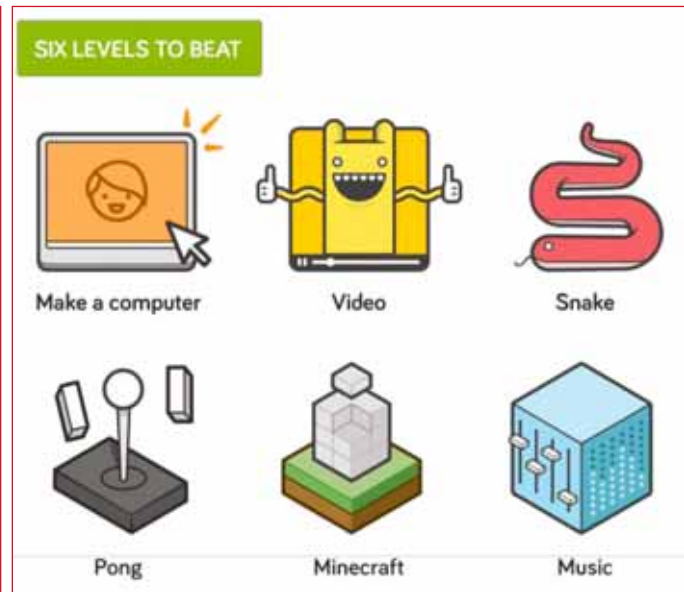 SIX LEVELS TO BEAT
Make a computer
Video
Snake
Pong
Minecraft
Music